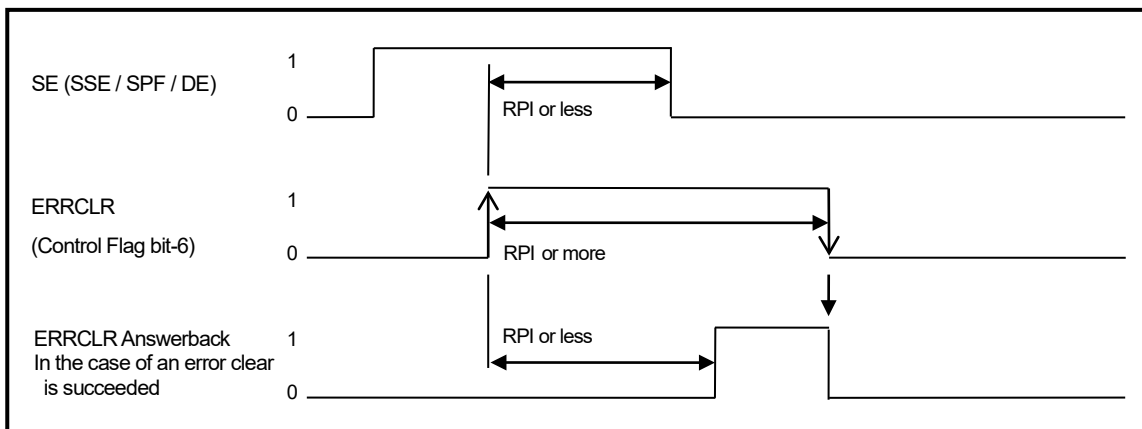 1
SE (SSE / SPF / DE)
0
RPI or less
1
ERRCLR
(Control Flag bit-6)
0
RPI or more
ERRCLR Answerback
1
In the case of an error clear
is succeeded
0
RPI or less